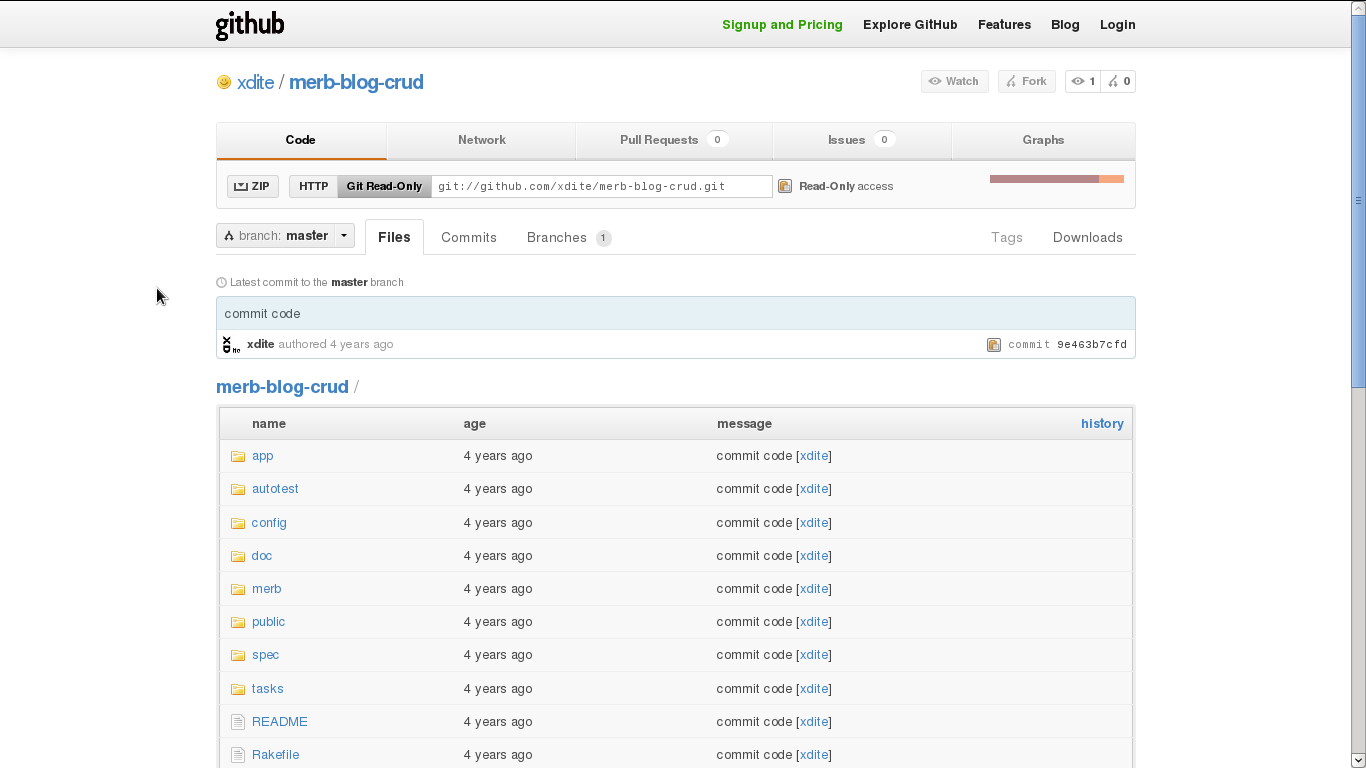 github
Signup and Pricing Explore GitHub Features Blog Login
xdite / merb-blog-crud
Watch Fork 1 0
Code Network Pull Requests 0 Issues 0 Graphs
ZIP HTTP Git Read-Only git://github.com/xdite/merb-blog-crud.git Read-Only access
branch: master Files Commits Branches 1 Tags Downloads
Latest commit to the master branch
commit code
xdite authored 4 years ago commit 9e463b7cfd
merb-blog-crud /
name age message history
app 4 years ago commit code [xdite]
autotest 4 years ago commit code [xdite]
config 4 years ago commit code [xdite]
doc 4 years ago commit code [xdite]
merb 4 years ago commit code [xdite]
public 4 years ago commit code [xdite]
spec 4 years ago commit code [xdite]
tasks 4 years ago commit code [xdite]
README 4 years ago commit code [xdite]
Rakefile 4 years ago commit code [xdite]